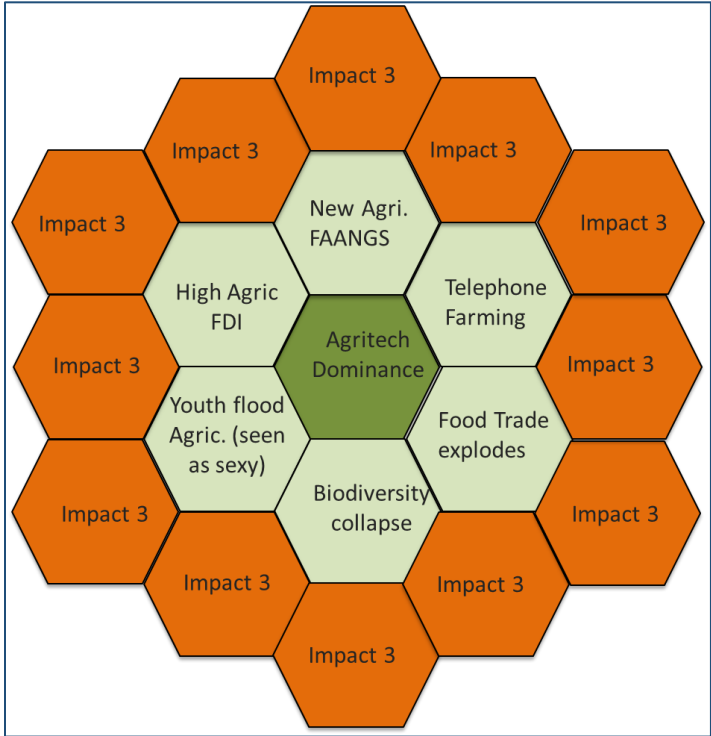 Impact 3
Impact 3
Impact 3
Impact 3
Impact 3
New Agri.
FAANGS
High Agric
FDI
Telephone
Farming
Agritech
Dominance
Impact 3
Impact 3
Youth flood
Agric. (seen
as sexy)
Food Trade
explodes
Biodiversity
collapse
Impact 3
Impact 3
Impact 3
Impact 3
Impact 3